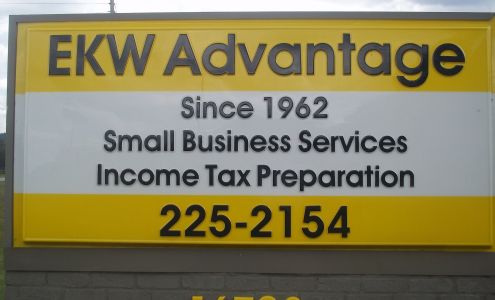 EKW Advantage
Since 1962
Small Business Services
Income Tax Preparation
225-2154